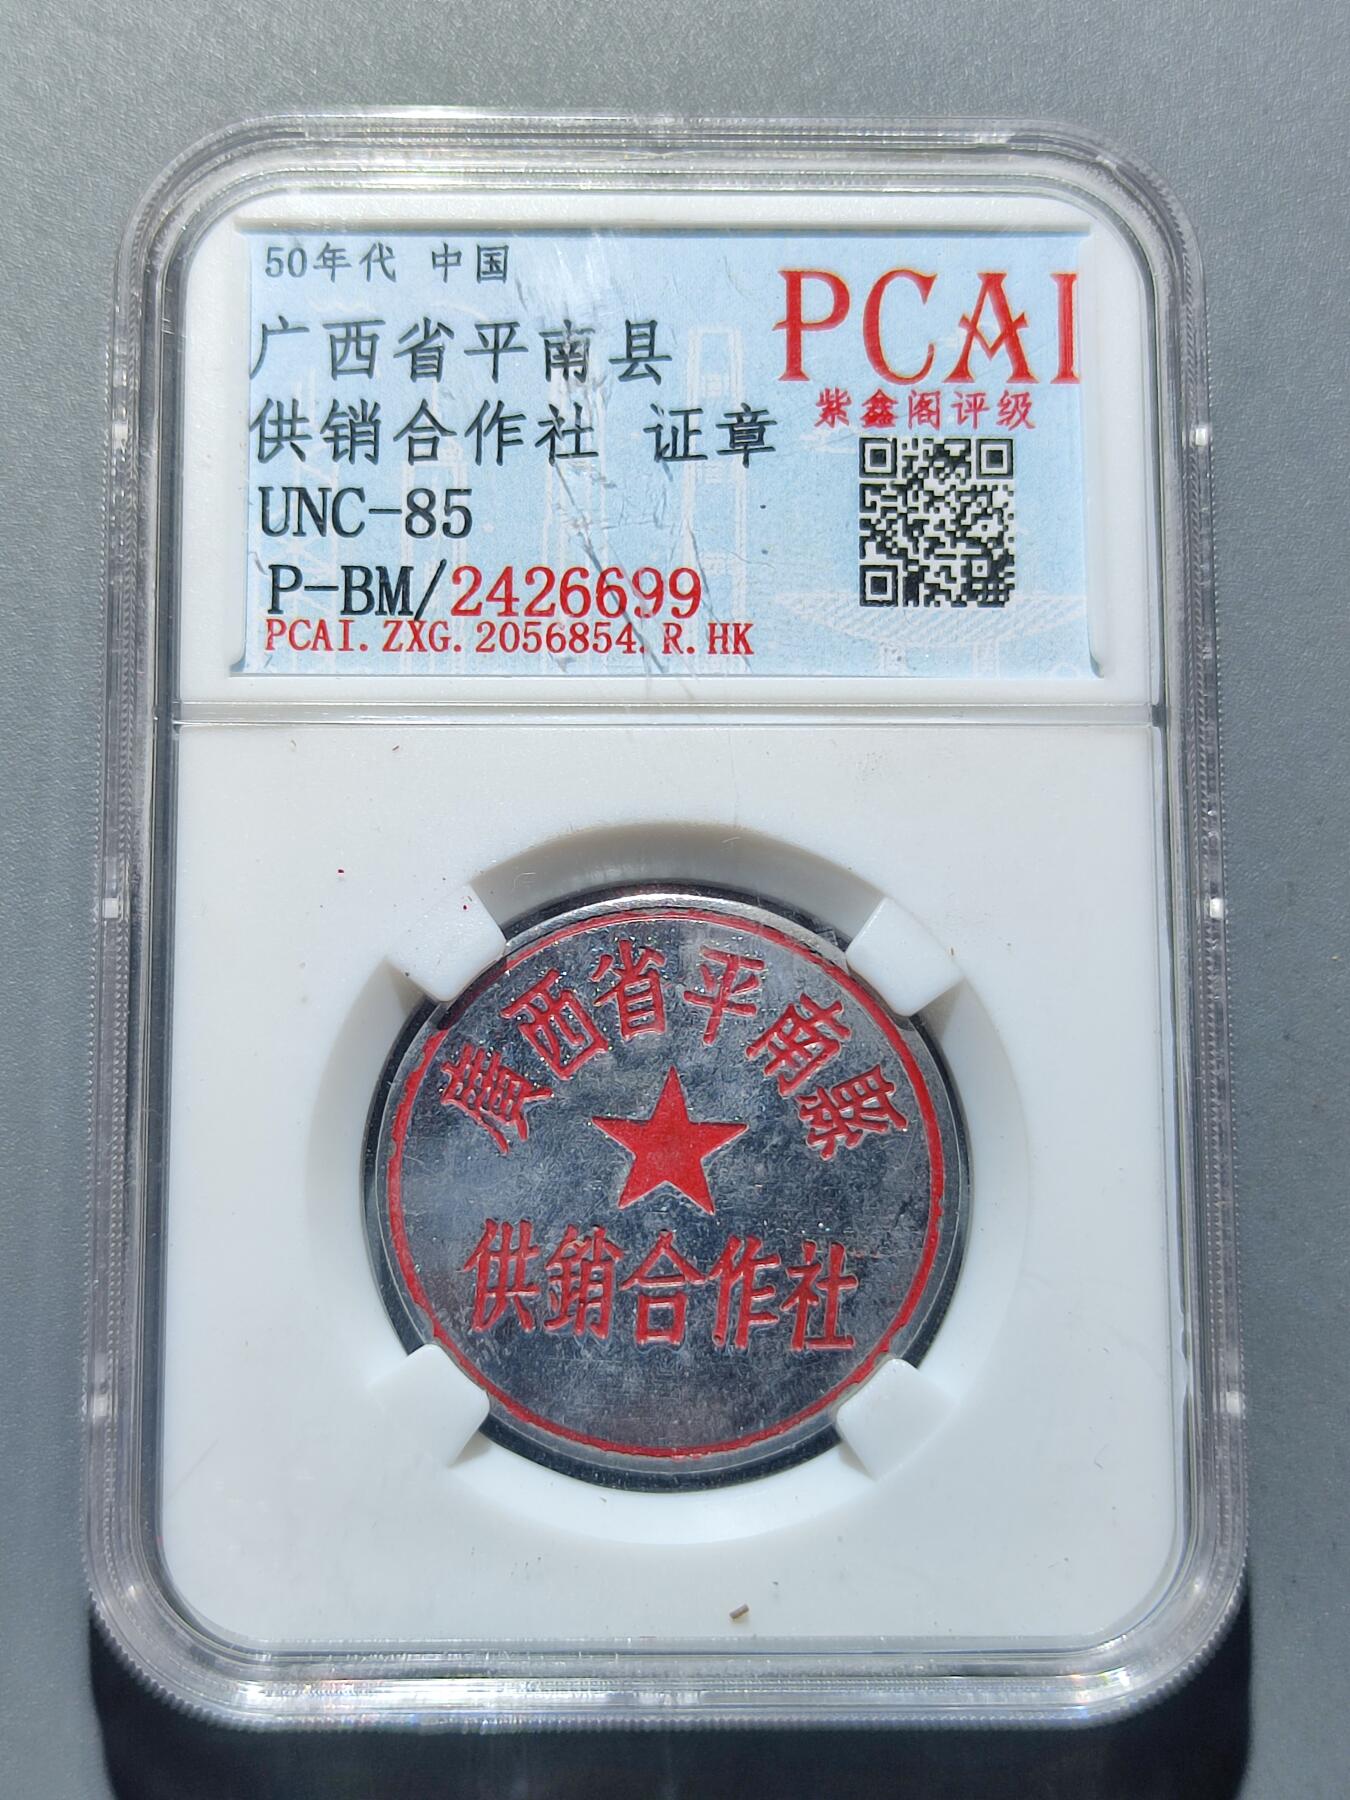 50年代 中国
广西省平南县
供销合作社 证章
UNC-85
P-BM/2426699
PCAI.ZXG.2056854.R.HK
PCAI
紫鑫阁评级
廣西省平南縣
供銷合作社